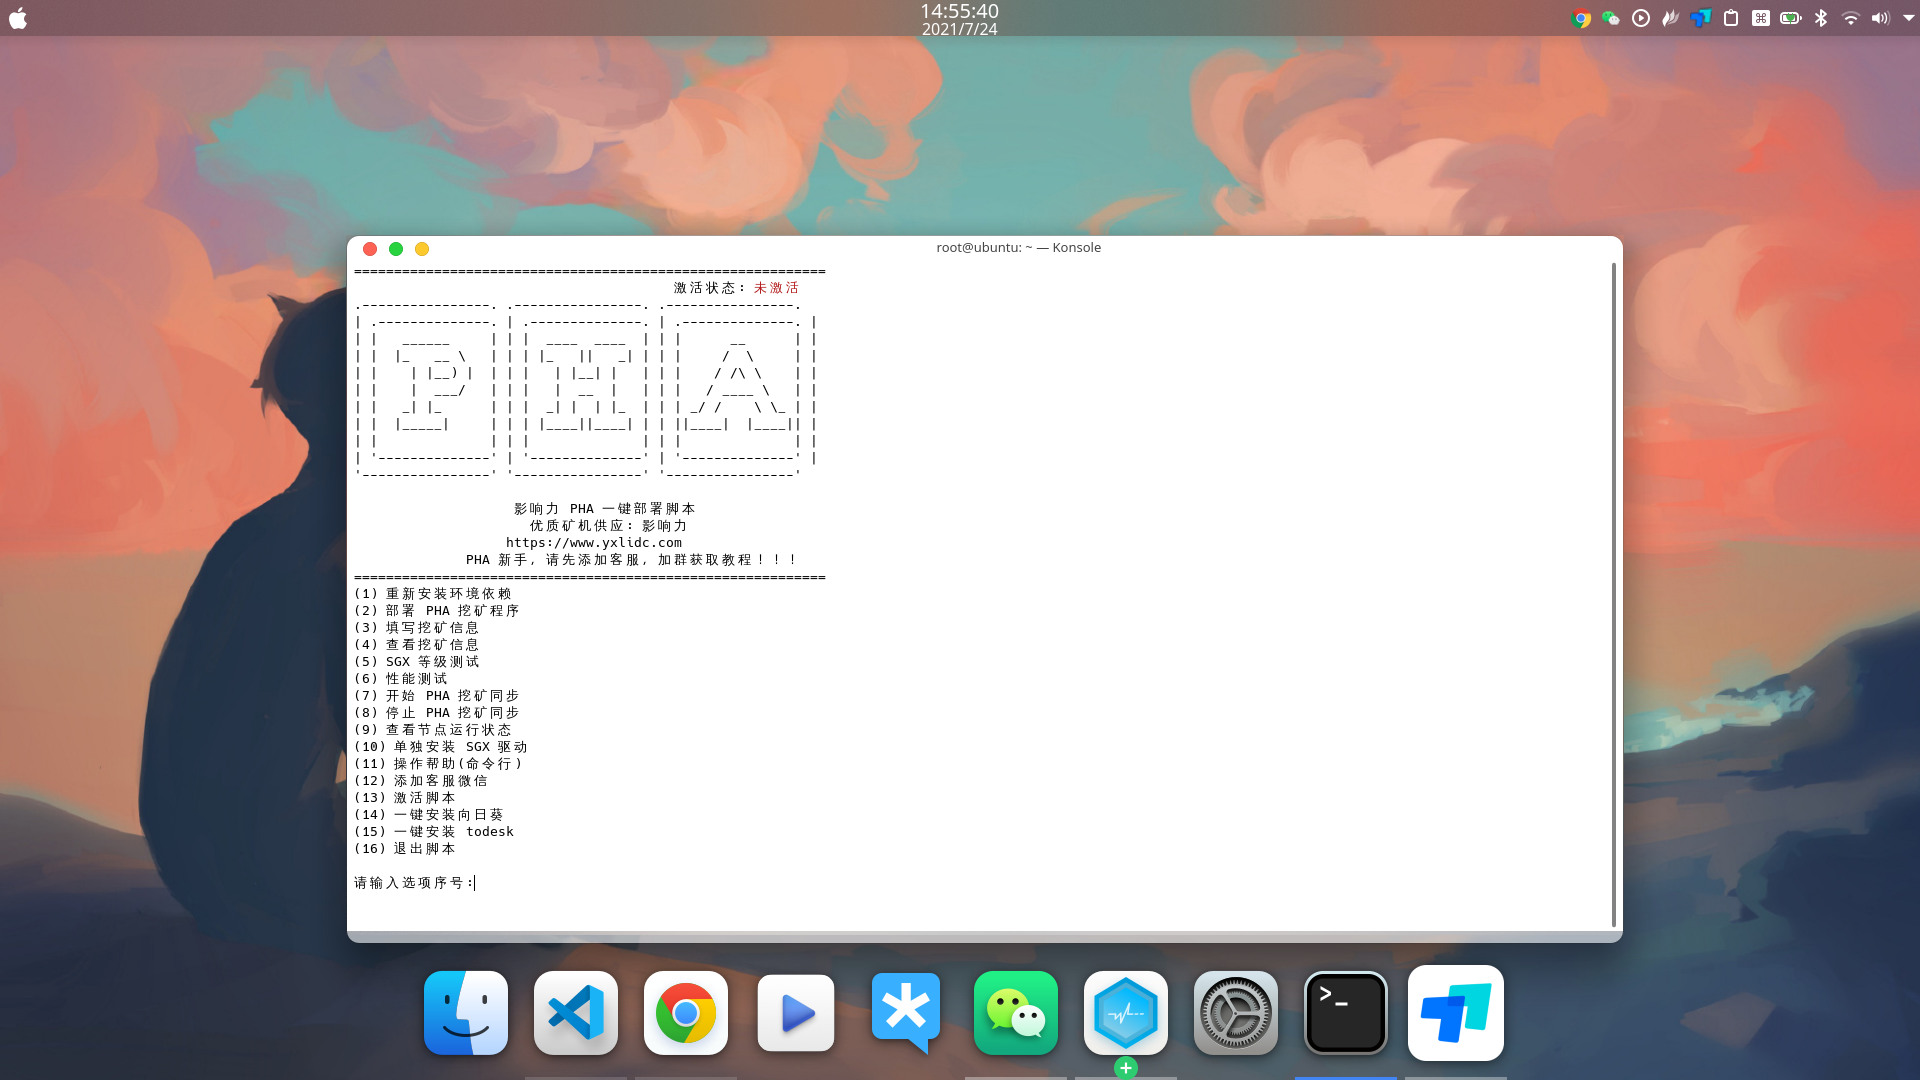 14:55:40
2021/7/24
root@ubuntu: ~ — Konsole
===========================================================
激活状态: 未激活
PHA
影响力 PHA 一键部署脚本
优质矿机供应: 影响力
https://www.yxlidc.com
PHA 新手, 请先添加客服, 加群获取教程! ! !
===========================================================
(1) 重新安装环境依赖
(2) 部署 PHA 挖矿程序
(3) 填写挖矿信息
(4) 查看挖矿信息
(5) SGX 等级测试
(6) 性能测试
(7) 开始 PHA 挖矿同步
(8) 停止 PHA 挖矿同步
(9) 查看节点运行状态
(10) 单独安装 SGX 驱动
(11) 操作帮助(命令行)
(12) 添加客服微信
(13) 激活脚本
(14) 一键安装向日葵
(15) 一键安装 todesk
(16) 退出脚本
请输入选项序号: